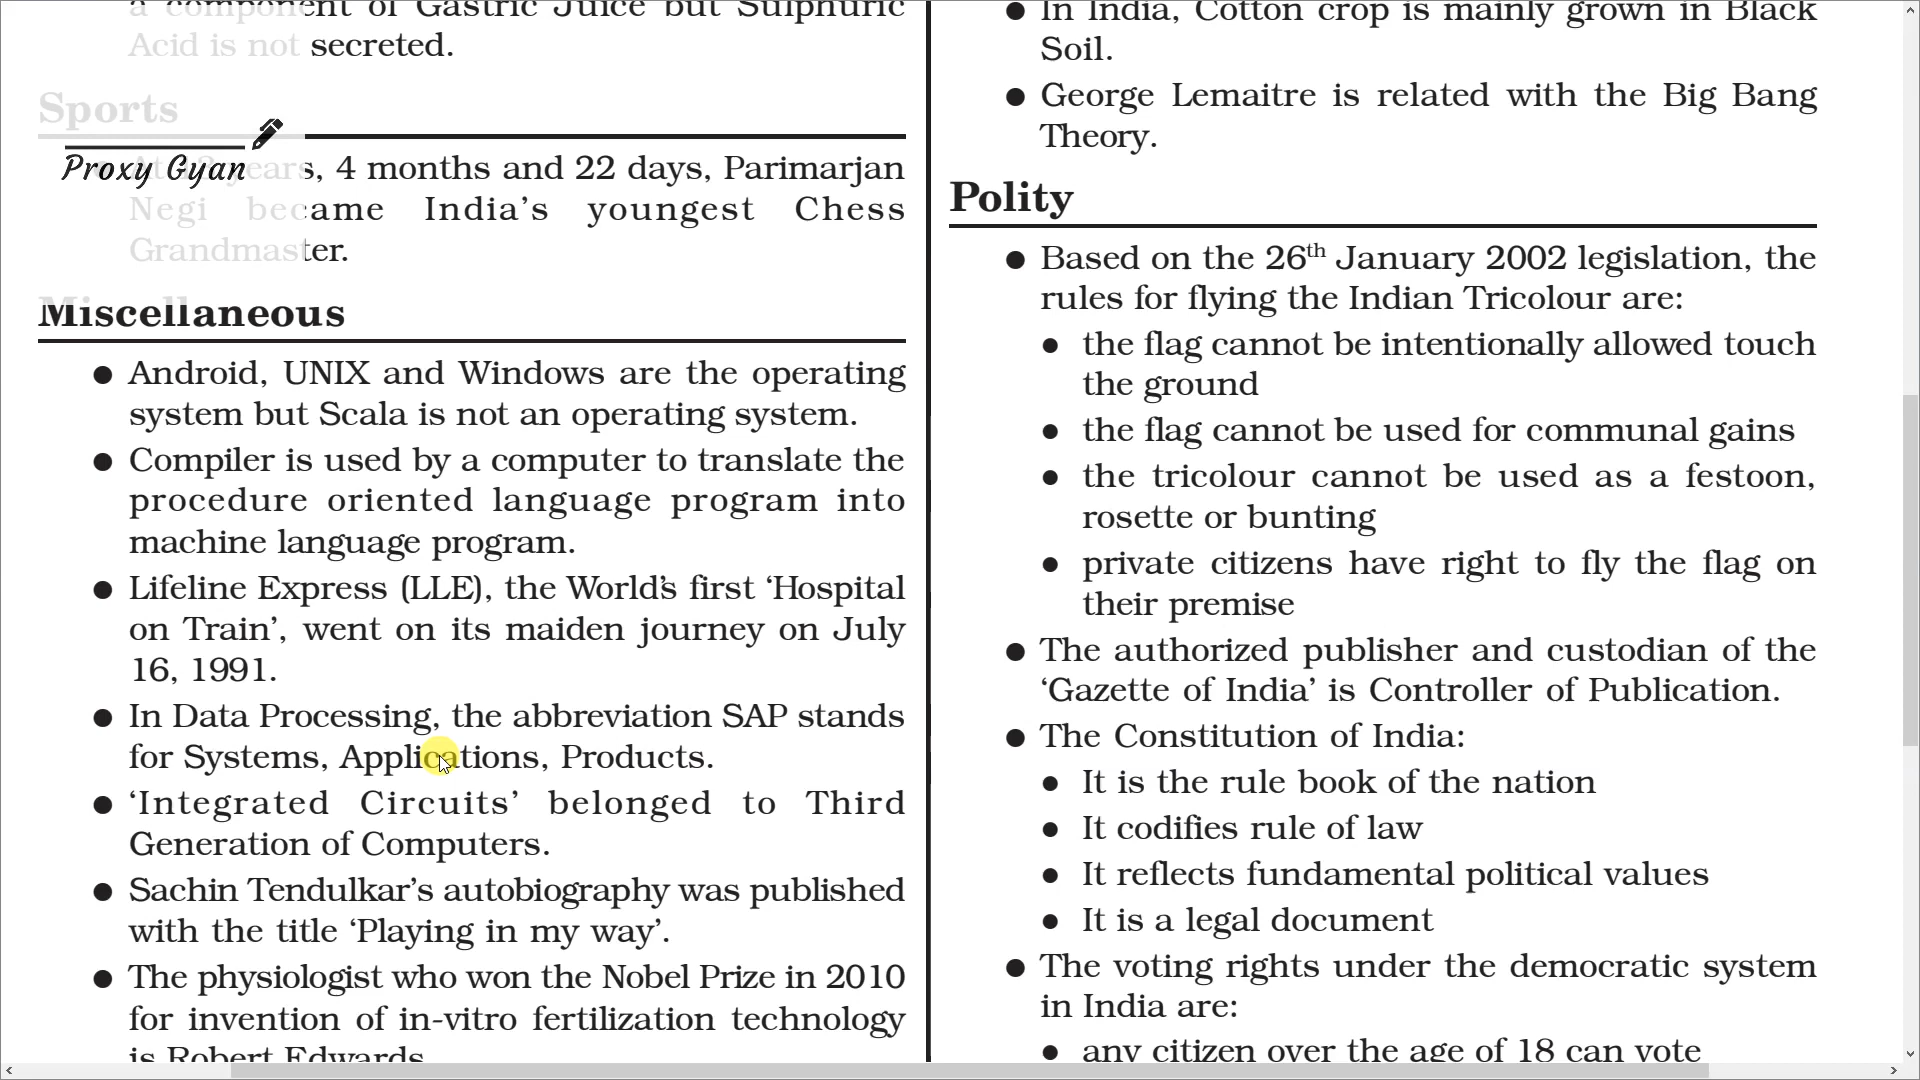 a component of Gastric Juice but Sulphuric
Acid is not secreted.
Sports
Proxy Gyan
At 13 years, 4 months and 22 days, Parimarjan
Negi became India's youngest Chess
Grandmaster.
Miscellaneous
● Android, UNIX and Windows are the operating
system but Scala is not an operating system.
● Compiler is used by a computer to translate the
procedure oriented language program into
machine language program.
● Lifeline Express (LLE), the World's first ‘Hospital
on Train’, went on its maiden journey on July
16, 1991.
● In Data Processing, the abbreviation SAP stands
for Systems, Applications, Products.
● ‘Integrated Circuits’ belonged to Third
Generation of Computers.
● Sachin Tendulkar’s autobiography was published
with the title ‘Playing in my way’.
● The physiologist who won the Nobel Prize in 2010
for invention of in-vitro fertilization technology
is Robert Edwards
● In India, Cotton crop is mainly grown in Black
Soil.
● George Lemaitre is related with the Big Bang
Theory.
Polity
● Based on the 26th January 2002 legislation, the
rules for flying the Indian Tricolour are:
● the flag cannot be intentionally allowed touch
the ground
● the flag cannot be used for communal gains
● the tricolour cannot be used as a festoon,
rosette or bunting
● private citizens have right to fly the flag on
their premise
● The authorized publisher and custodian of the
‘Gazette of India’ is Controller of Publication.
● The Constitution of India:
● It is the rule book of the nation
● It codifies rule of law
● It reflects fundamental political values
● It is a legal document
● The voting rights under the democratic system
in India are:
● any citizen over the age of 18 can vote